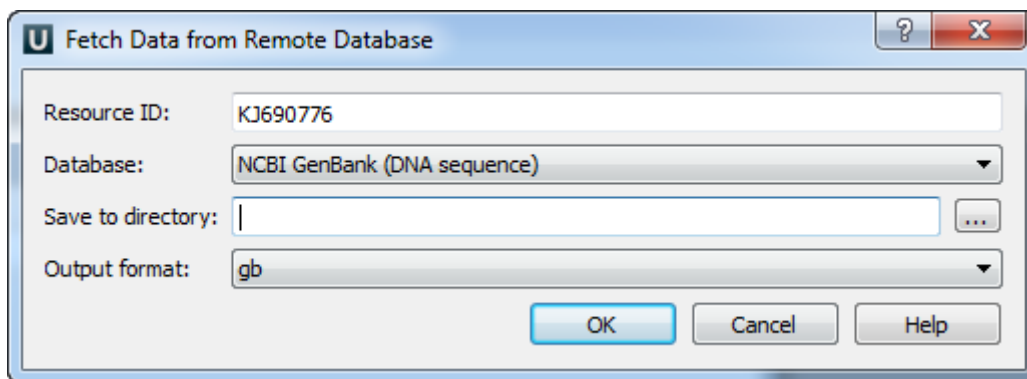 U Fetch Data from Remote Database ?
Resource ID: KJ690776
Database: NCBI GenBank (DNA sequence)
Save to directory: ...
Output format: gb
OK Cancel Help